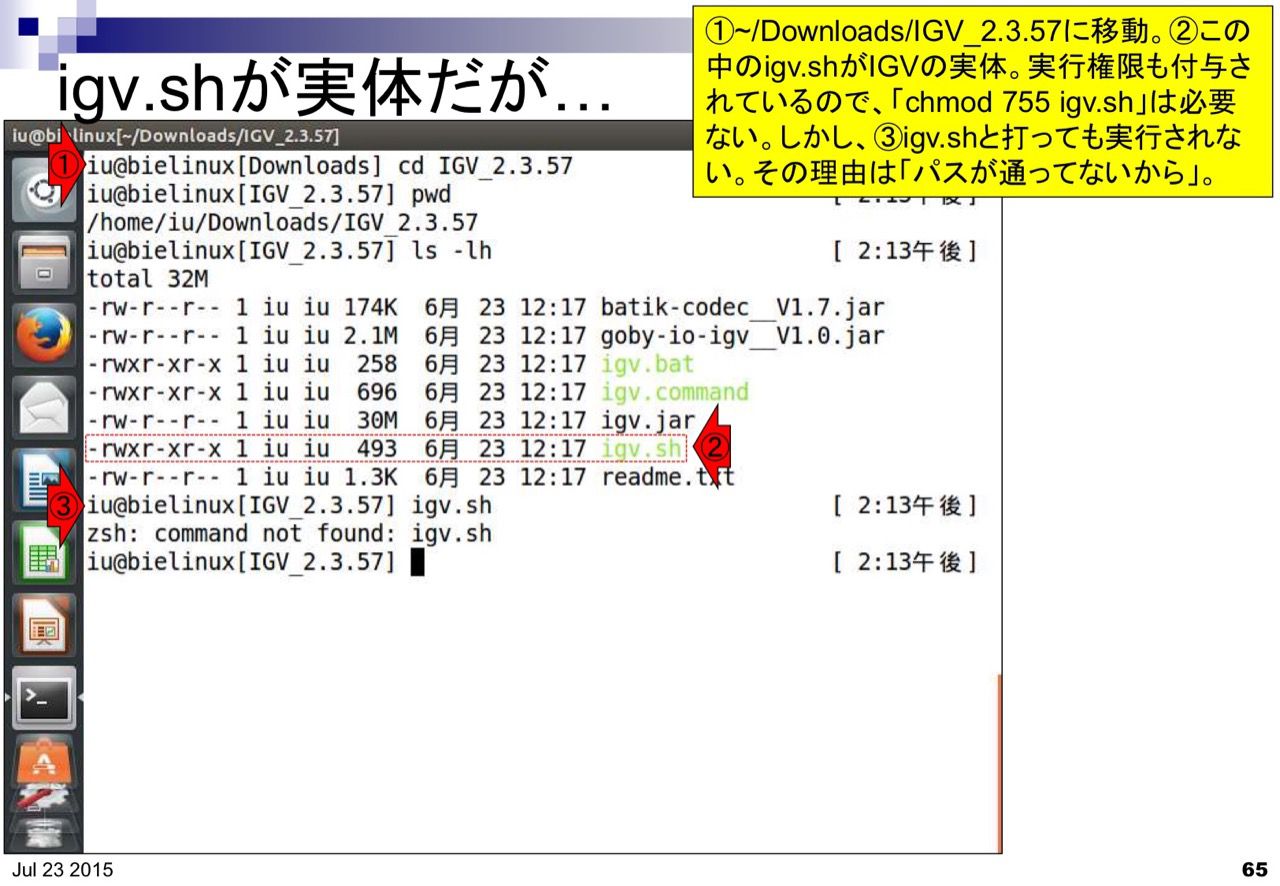 igv.shが実体だが…
①~/Downloads/IGV_2.3.57に移動。②この
中のigv.shがIGVの実体。実行権限も付与さ
れているので、「chmod 755 igv.sh」は必要
ない。しかし、③igv.shと打っても実行されな
い。その理由は「パスが通ってないから」。
iu@bielinux[~/Downloads/IGV_2.3.57]
① iu@bielinux[Downloads] cd IGV_2.3.57
iu@bielinux[IGV_2.3.57] pwd [ 2:13午後]
/home/iu/Downloads/IGV_2.3.57
iu@bielinux[IGV_2.3.57] ls -lh [ 2:13午後]
total 32M
-rw-r--r-- 1 iu iu 174K 6月 23 12:17 batik-codec__V1.7.jar
-rw-r--r-- 1 iu iu 2.1M 6月 23 12:17 goby-io-igv__V1.0.jar
-rwxr-xr-x 1 iu iu 258 6月 23 12:17 igv.bat
-rwxr-xr-x 1 iu iu 696 6月 23 12:17 igv.command
-rw-r--r-- 1 iu iu 30M 6月 23 12:17 igv.jar
-rwxr-xr-x 1 iu iu 493 6月 23 12:17 igv.sh ②
-rw-r--r-- 1 iu iu 1.3K 6月 23 12:17 readme.txt
③ iu@bielinux[IGV_2.3.57] igv.sh [ 2:13午後]
zsh: command not found: igv.sh
iu@bielinux[IGV_2.3.57] [ 2:13午後]
Jul 23 2015
65